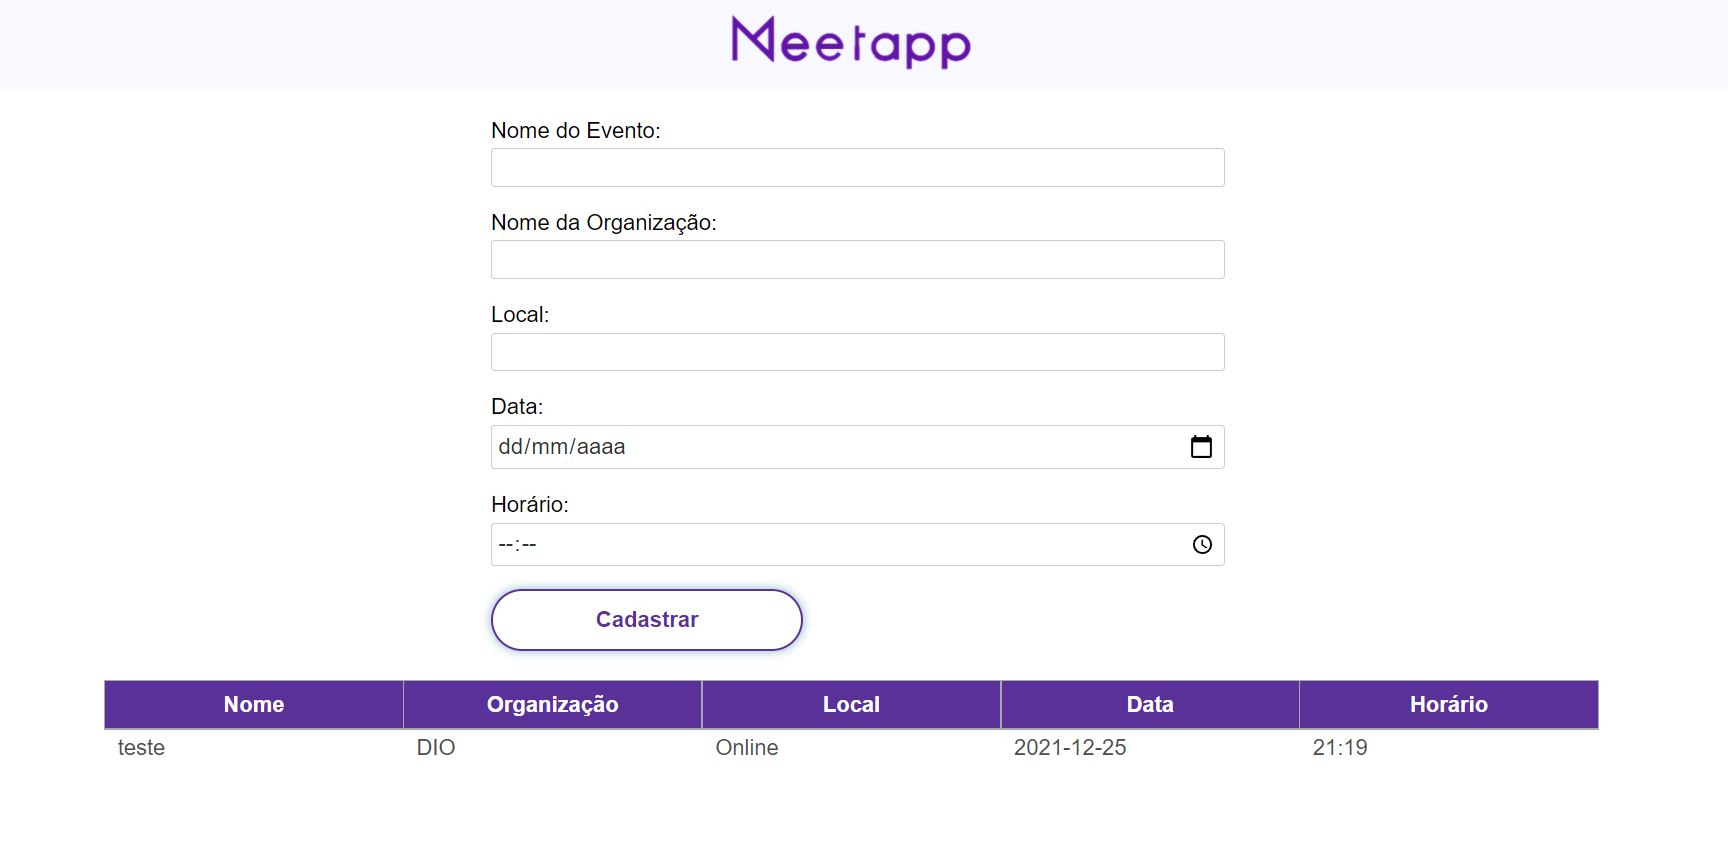 Meetapp
Nome do Evento:
Nome da Organização:
Local:
Data:
dd/mm/aaaa
Horário:
--:--
Cadastrar
Nome Organização Local Data Horário
teste DIO Online 2021-12-25 21:19